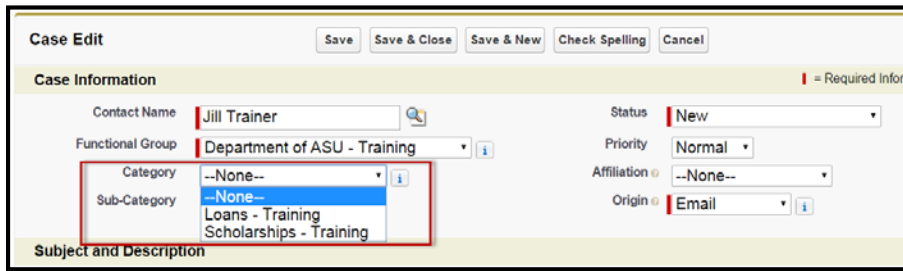 Case Edit
Save
Save & Close
Save & New
Check Spelling
Cancel
Case Information
= Required Infor
Contact Name
Jill Trainer
Status
New
Functional Group
Department of ASU - Training
Priority
Normal
Category
--None--
Affiliation
--None--
Sub-Category
--None--
Loans - Training
Scholarships - Training
Origin
Email
Subject and Description